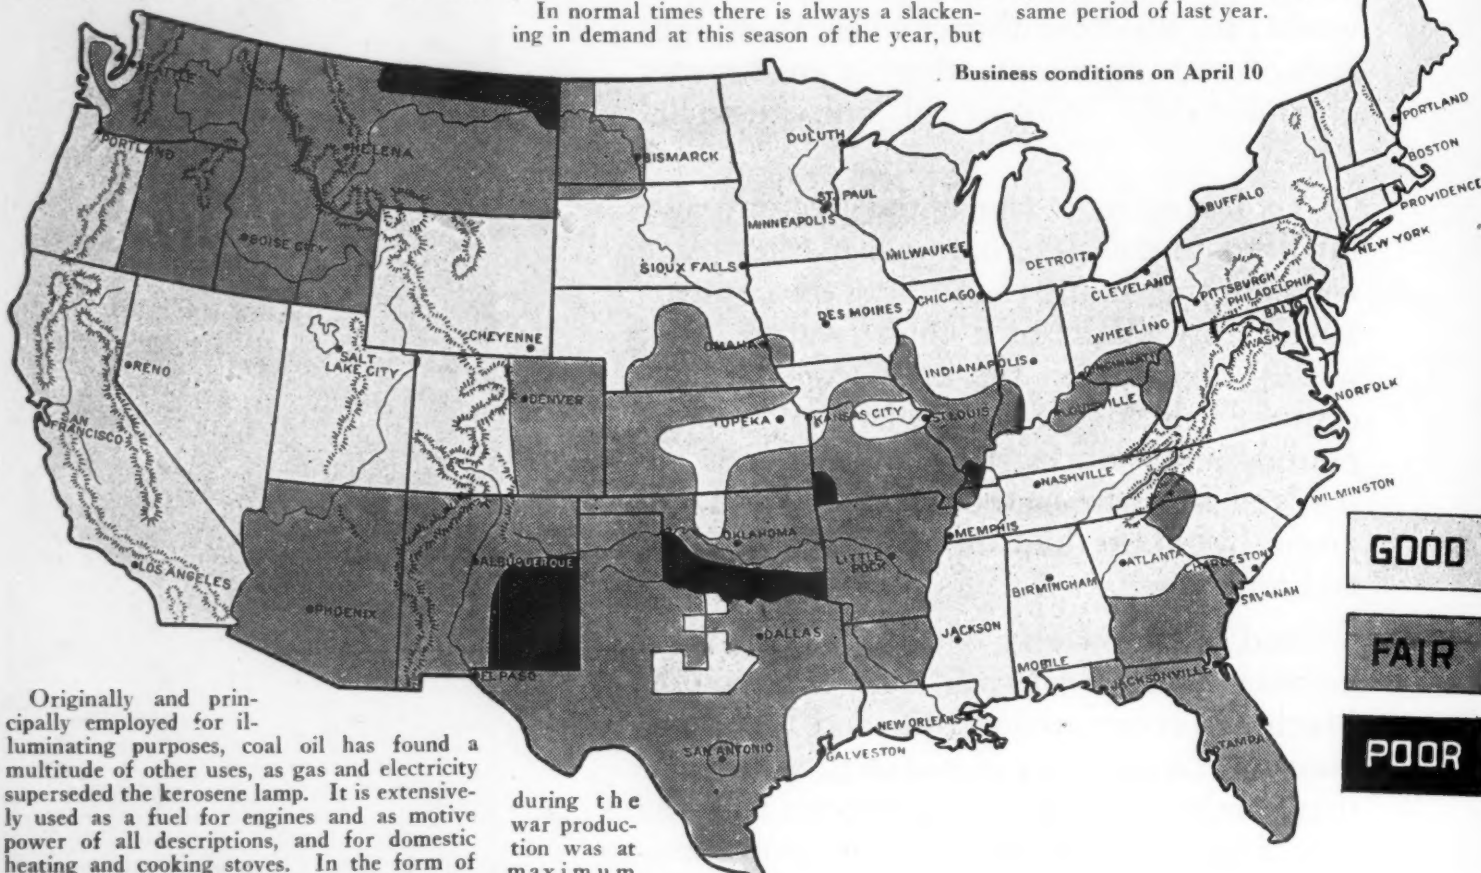 In normal times there is always a slacken-
ing in demand at this season of the year, but
same period of last year.
Business conditions on April 10
SEATTLE
PORTLAND
HELENA
BISMARCK
DULUTH
ST. PAUL
MINNEAPOLIS
BOISE CITY
SIOUX FALLS
MILWAUKEE
DETROIT
BUFFALO
PORTLAND
BOSTON
PROVIDENCE
NEW YORK
CHEYENNE
OMAHA
DES MOINES
CHICAGO
CLEVELAND
PITTSBURGH
PHILADELPHIA
BALT
WASH
WHEELING
INDIANAPOLIS
CINCINNATI
RENO
SALT
LAKE CITY
DENVER
TOPEKA
KANSAS CITY
ST. LOUIS
LOUISVILLE
NORFOLK
SAN
FRANCISCO
NASHVILLE
WILMINGTON
LOS ANGELES
ALBUQUERQUE
OKLAHOMA
MEMPHIS
LITTLE
ROCK
ATLANTA
CHARLESTON
BIRMINGHAM
SAVANAH
PHOENIX
DALLAS
JACKSON
EL PASO
MOBILE
JACKSONVILLE
NEW ORLEANS
SAN ANTONIO
GALVESTON
TAMPA
GOOD
FAIR
POOR
Originally and prin-
cipally employed for il-
luminating purposes, coal oil has found a
multitude of other uses, as gas and electricity
superseded the kerosene lamp. It is extensive-
ly used as a fuel for engines and as motive
power of all descriptions, and for domestic
heating and cooking stoves. In the form of
during the
war produc-
tion was at
maximum